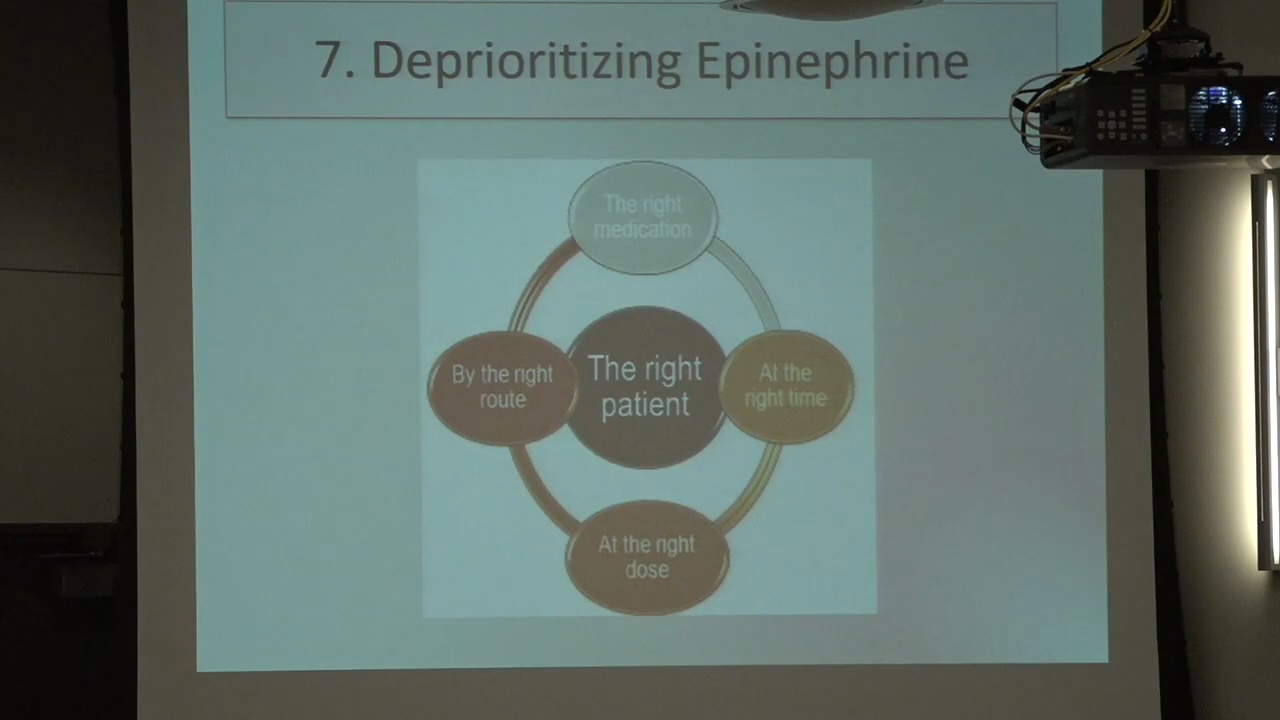 7. Deprioritizing Epinephrine
The right
medication
By the right
route
The right
patient
At the
right time
At the right
dose